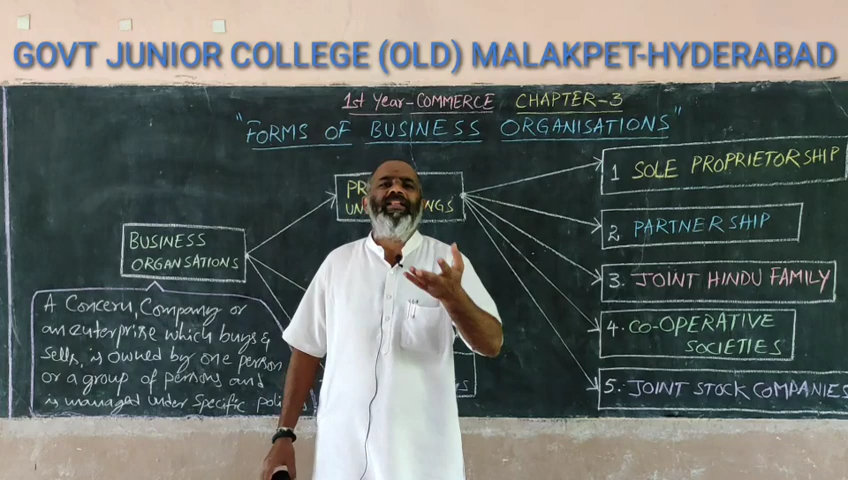 GOVT JUNIOR COLLEGE (OLD) MALAKPET-HYDERABAD
1st Year-COMMERCE CHAPTER-3
"FORMS OF BUSINESS ORGANISATIONS"
BUSINESS
ORGANSATIONS
A Concern, Company or
an enterprise which buys &
Sells, is owned by one person
or a group of persons and
is managed under specific
1 SOLE PROPRIETORSHIP
2 PARTNERSHIP
3. JOINT HINDU FAMILY
4. CO-OPERATIVE
SOCIETIES
5. JOINT STOCK COMPANIES